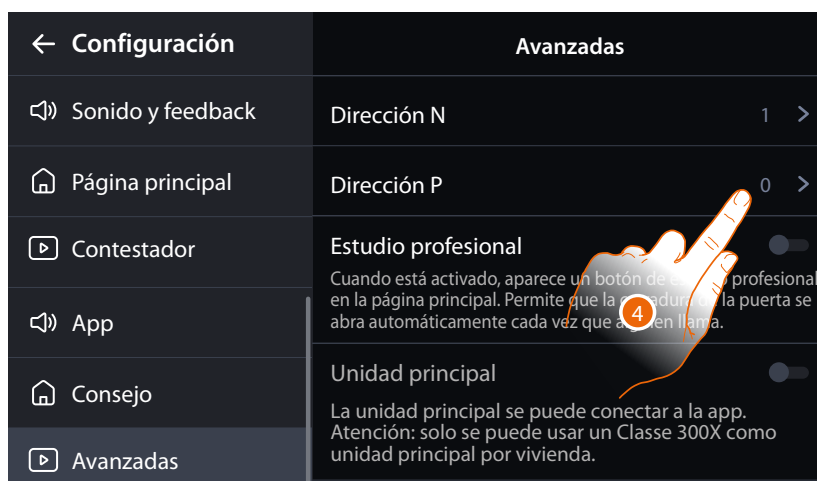 Configuración
Sonido y feedback
Página principal
Contestador
App
Consejo
Avanzadas
Avanzadas
Dirección N 1
Dirección P 0
Estudio profesional
Cuando está activado, aparece un botón de profesional
en la página principal. Permite que la de la puerta se
abra automáticamente cada vez que llama.
4
Unidad principal
La unidad principal se puede conectar a la app.
Atención: solo se puede usar un Classe 300X como
unidad principal por vivienda.